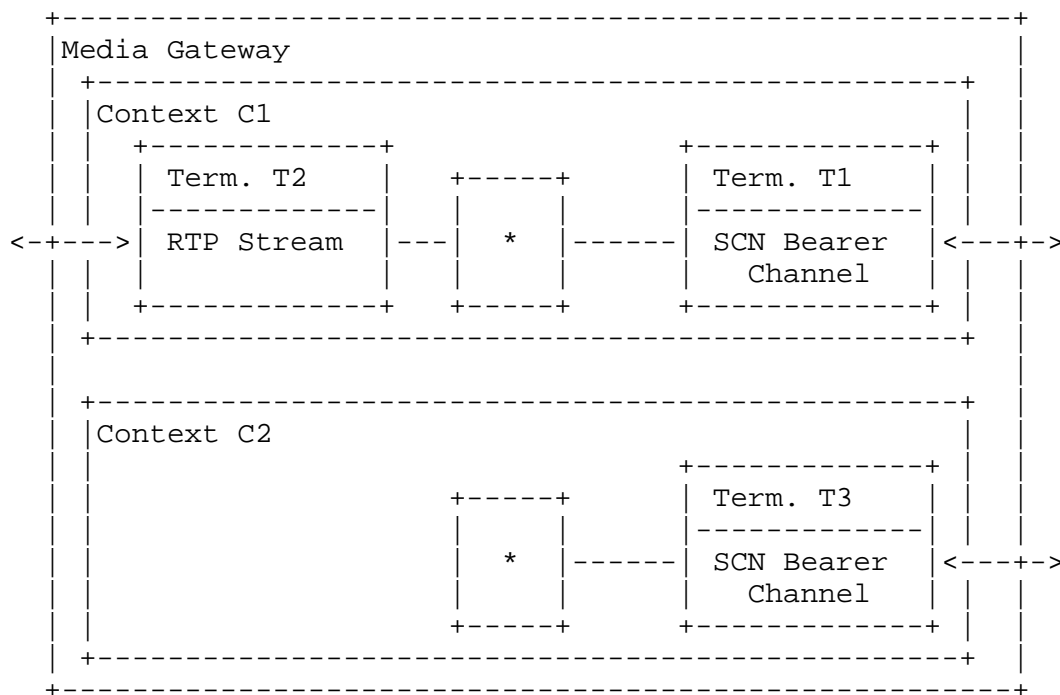 Media Gateway
Context C1
Term. T2
Term. T1
*
RTP Stream
SCN Bearer
Channel
Context C2
Term. T3
*
SCN Bearer
Channel